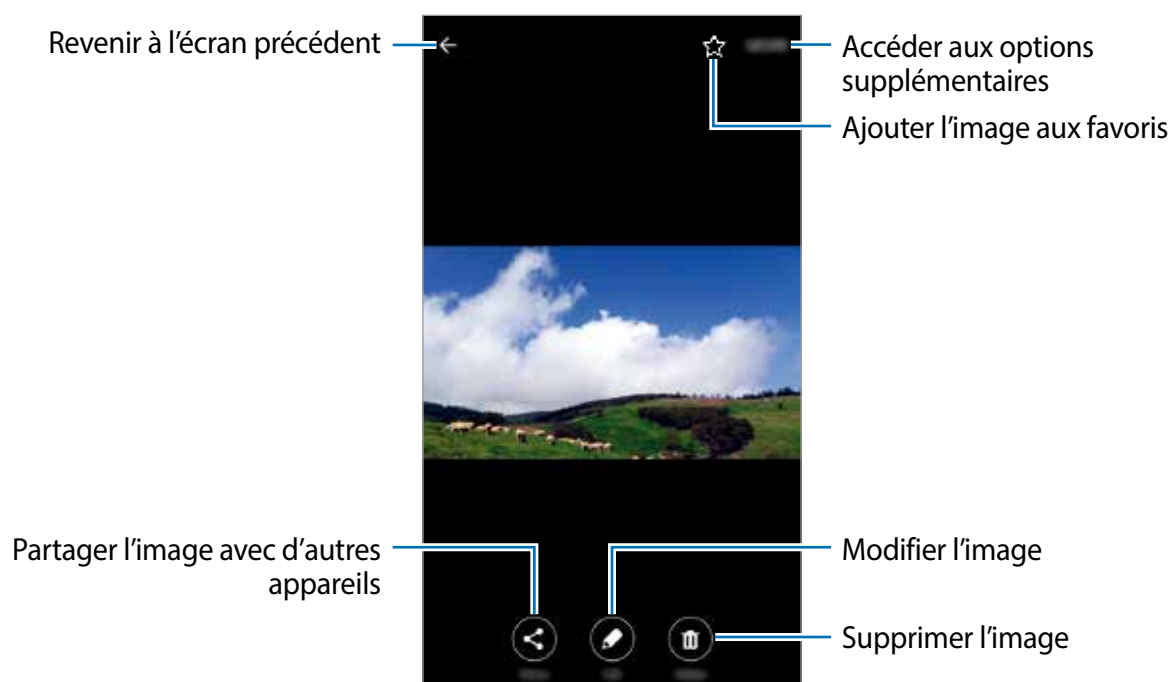 Revenir à l'écran précédent
Accéder aux options
supplémentaires
Ajouter l'image aux favoris
Partager l'image avec d'autres
appareils
Modifier l'image
Supprimer l'image